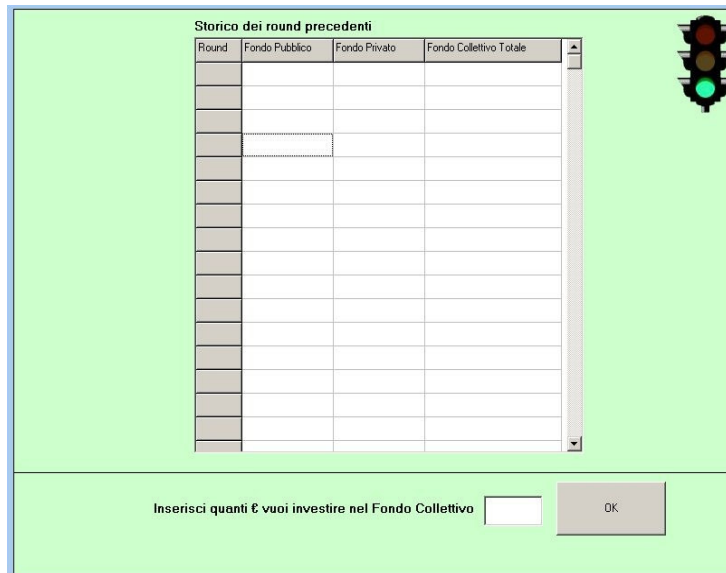 Storico dei round precedenti
Round Fondo Pubblico Fondo Privato Fondo Collettivo Totale
Inserisci quanti € vuoi investire nel Fondo Collettivo OK